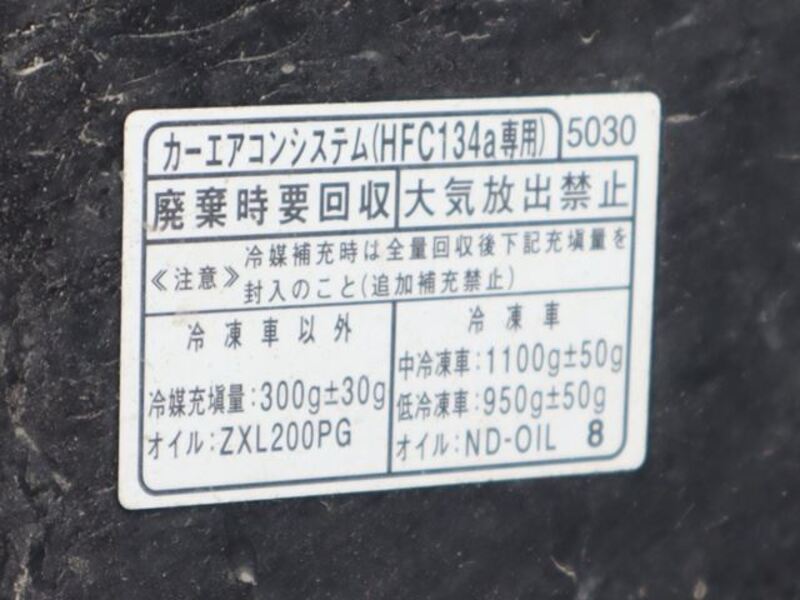 カーエアコンシステム(HFC134a専用) 5030
廃棄時要回収 大気放出禁止
≪注意≫ 冷媒補充時は全量回収後下記充塡量を
封入のこと(追加補充禁止)
冷凍車以外
冷媒充塡量:300g±30g
オイル:ZXL200PG
冷凍車
中冷凍車:1100g±50g
低冷凍車:950g±50g
オイル:ND-OIL 8